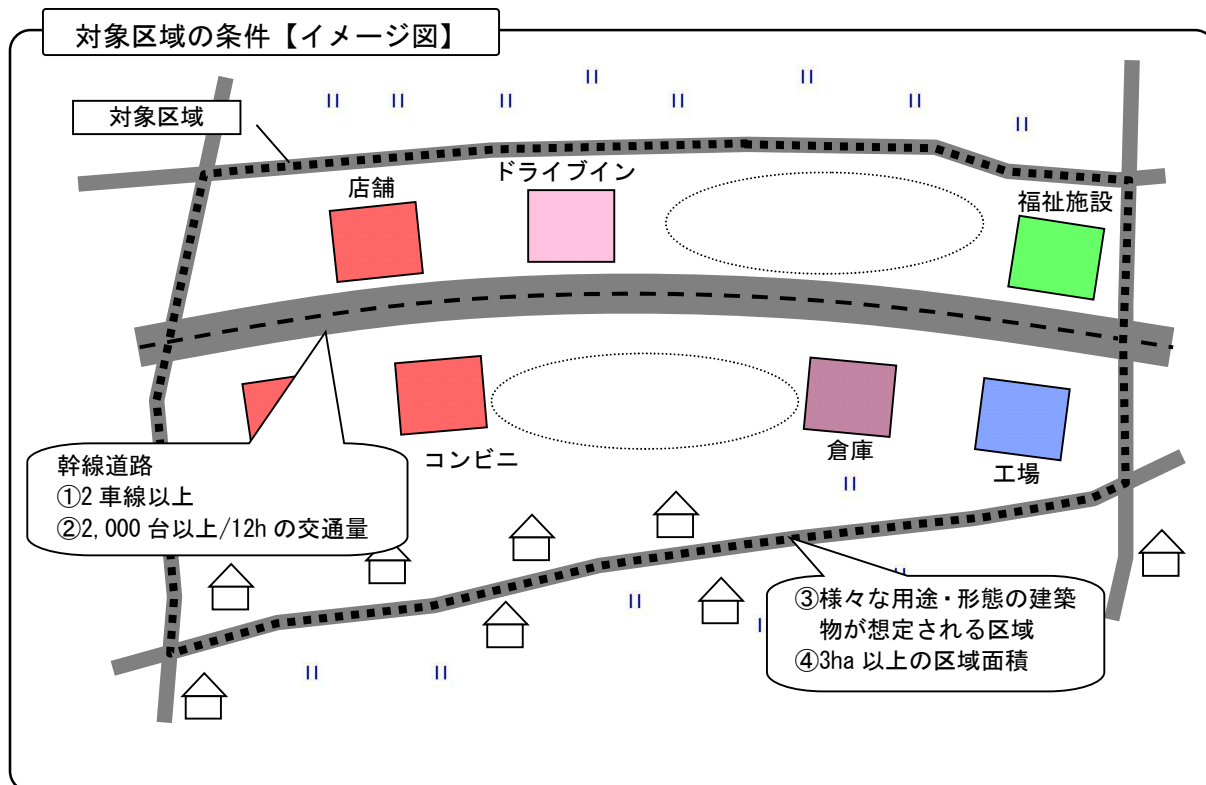 対象区域の条件【イメージ図】
対象区域
店舗
ドライブイン
福祉施設
コンビニ
倉庫
工場
幹線道路
①2 車線以上
②2,000 台以上/12h の交通量
③様々な用途・形態の建築
物が想定される区域
④3ha 以上の区域面積